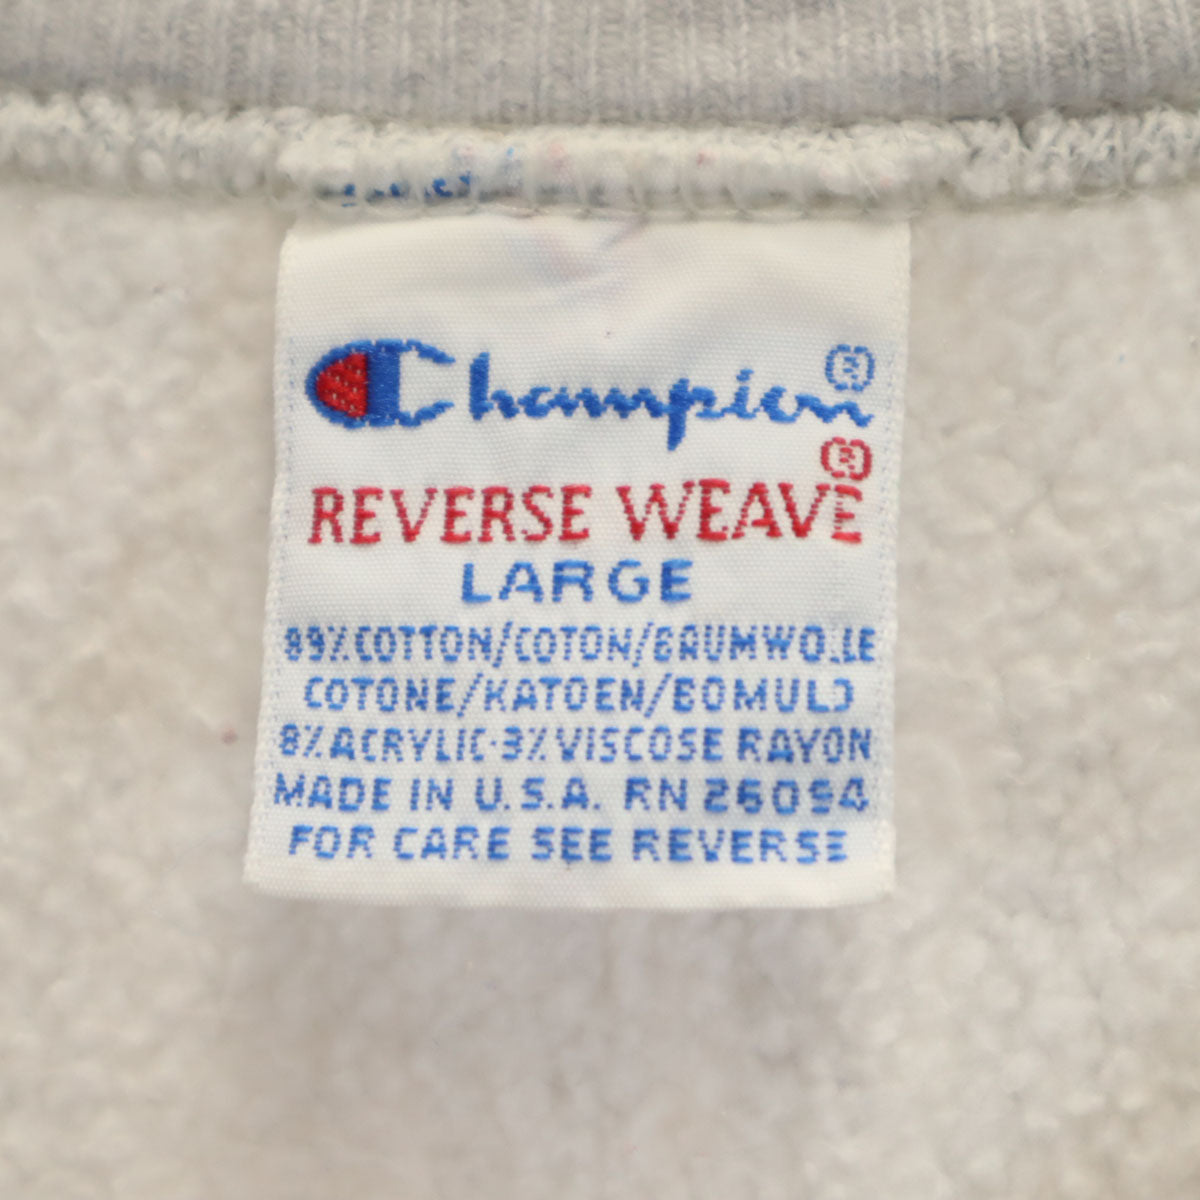 Champion®
REVERSE WEAVE®
LARGE
89% COTTON/COTON/BAUMWOLLE
COTONE/KATOEN/BOMULD
8% ACRYLIC·3% VISCOSE RAYON
MADE IN U.S.A. RN 26094
FOR CARE SEE REVERSE